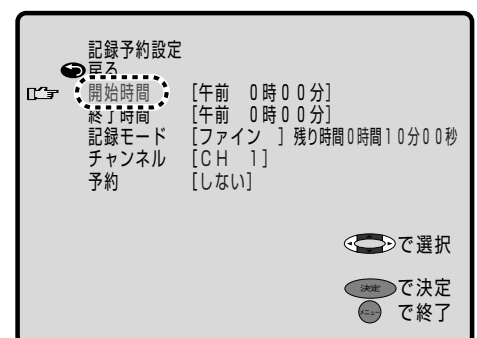 記録予約設定
戻る
開始時間 [午前 0時00分]
終了時間 [午前 0時00分]
記録モード [ファイン ] 残り時間0時間10分00秒
チャンネル [CH 1]
予約 [しない]
で選択
決定 で決定
メニュー で終了